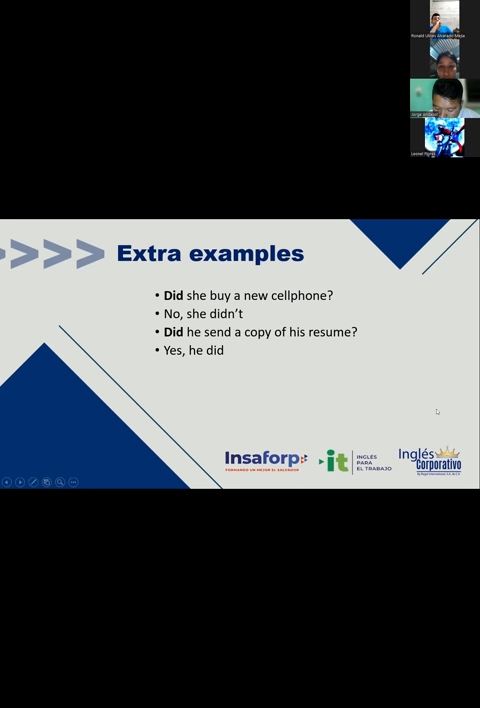 >>>>
Extra examples
• Did she buy a new cellphone?
• No, she didn't
• Did he send a copy of his resume?
• Yes, he did
Insaforp
FORMANDO UN MEJOR EL SALVADOR
it
INGLÉS
PARA
EL TRABAJO
Inglés
Corporativo